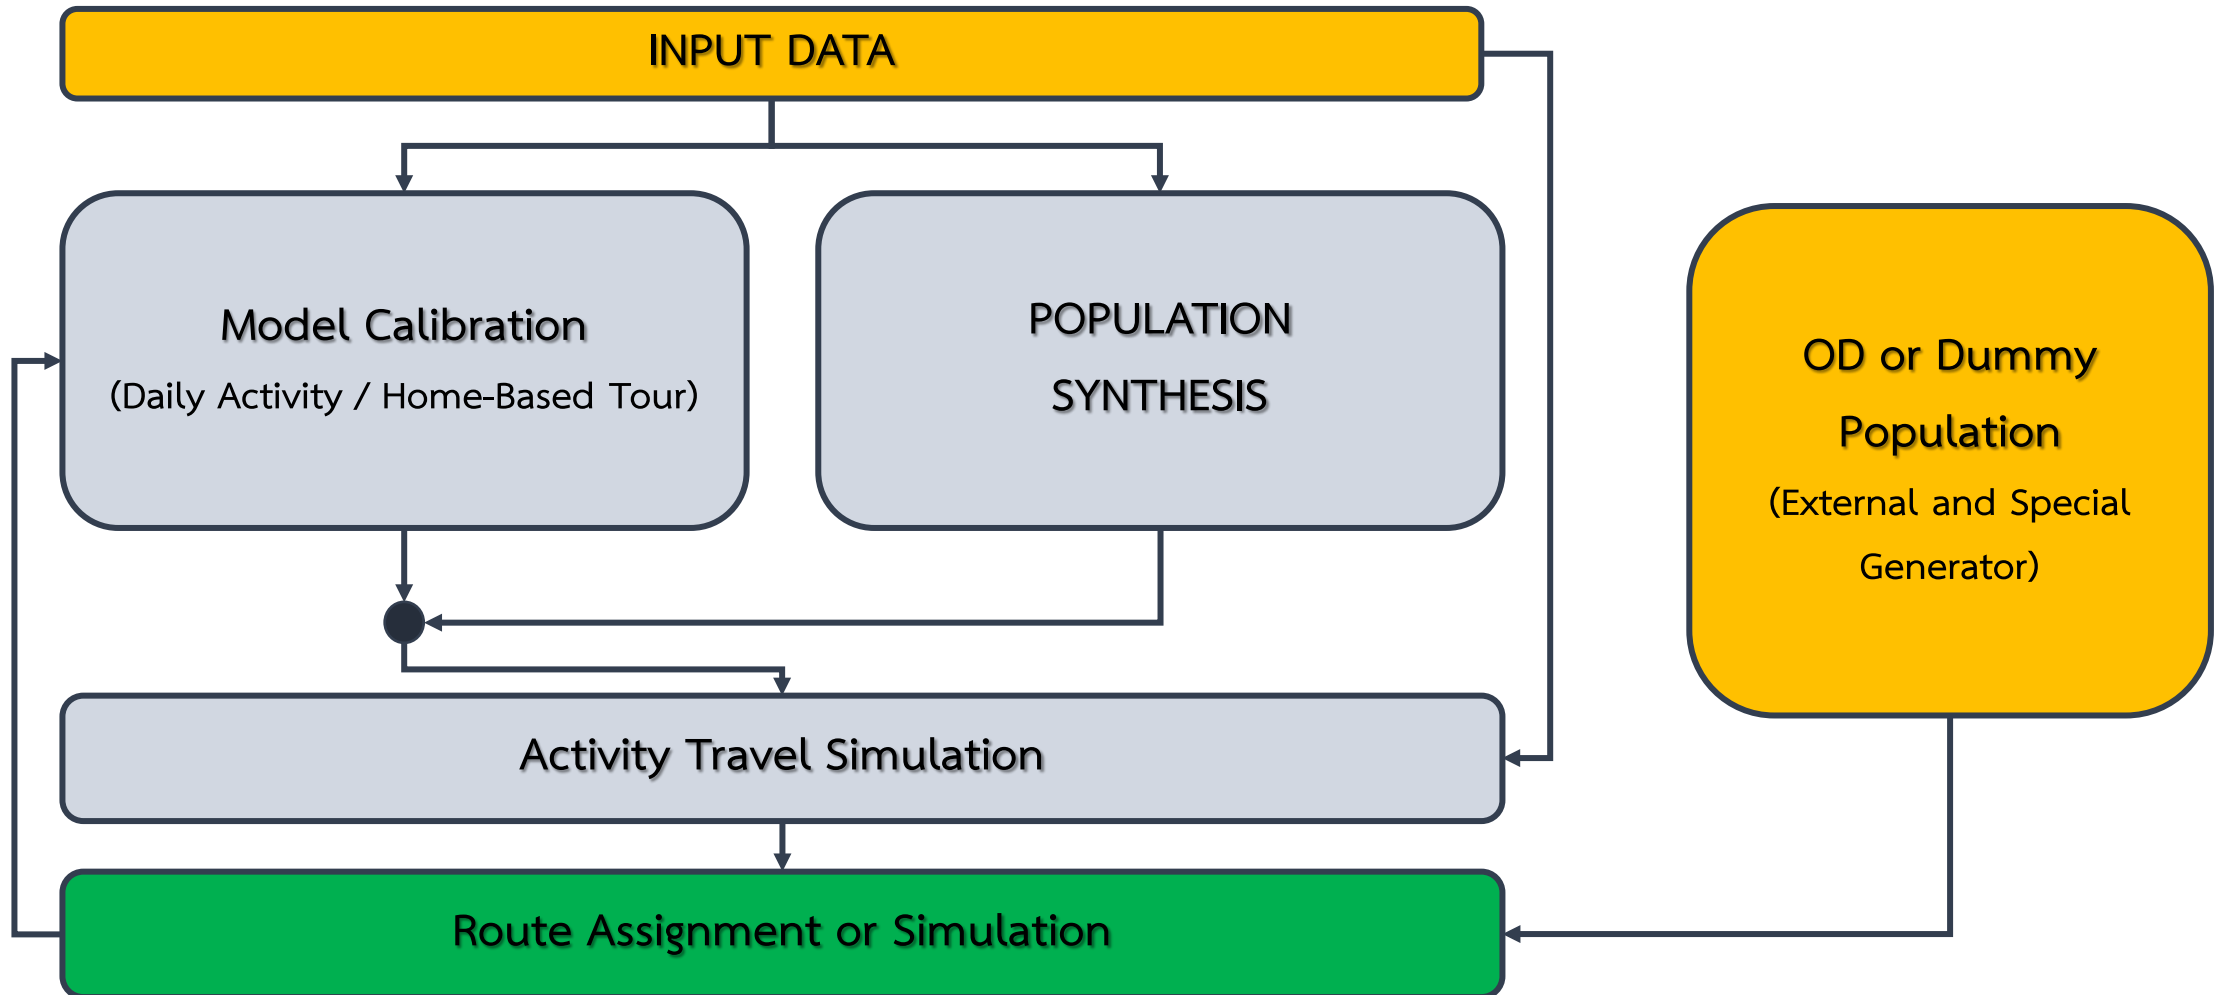 INPUT DATA
Model Calibration
(Daily Activity / Home-Based Tour)
POPULATION
SYNTHESIS
OD or Dummy
Population
(External and Special
Generator)
Activity Travel Simulation
Route Assignment or Simulation